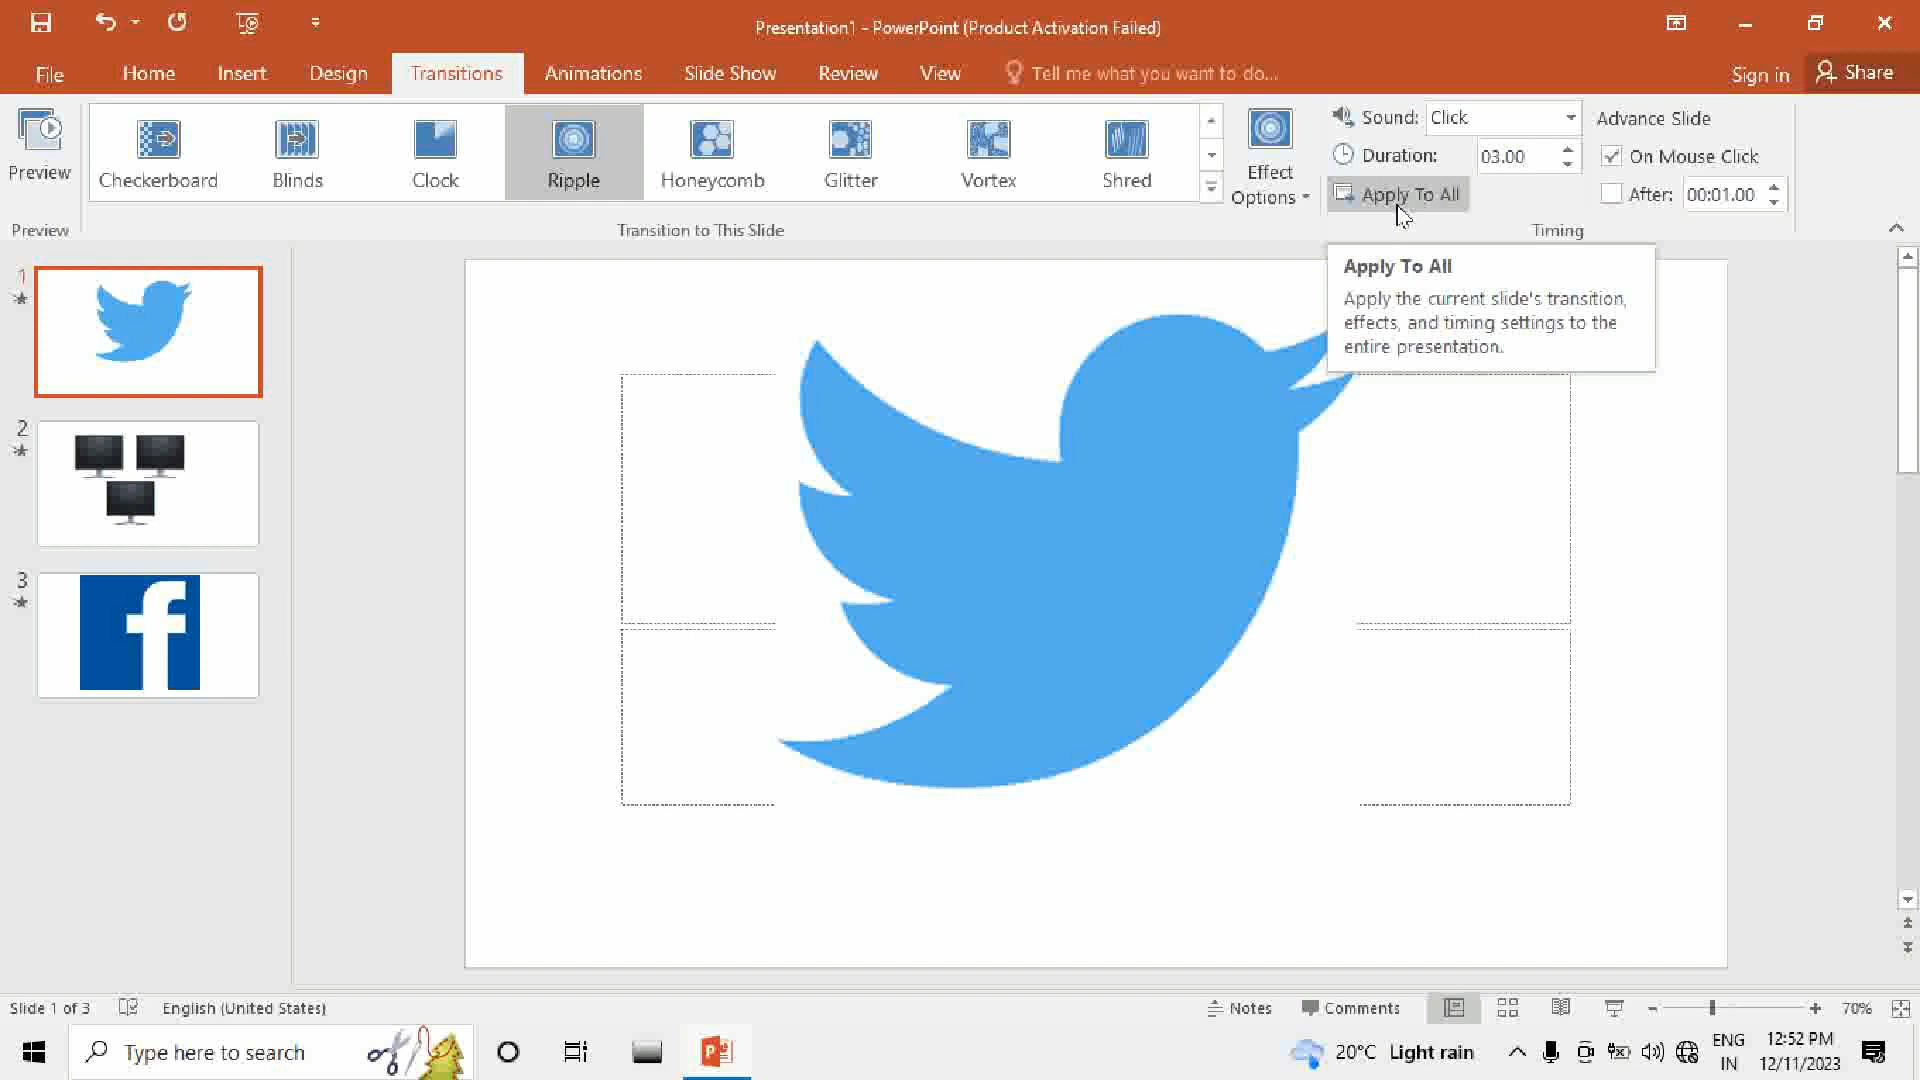 Presentation1 - PowerPoint (Product Activation Failed)
File
Home
Insert
Design
Transitions
Animations
Slide Show
Review
View
Tell me what you want to do...
Sign in
Share
Preview
Checkerboard
Blinds
Clock
Ripple
Honeycomb
Glitter
Vortex
Shred
Effect
Options
Sound: Click
Duration: 03.00
Apply To All
Advance Slide
On Mouse Click
After: 00:01.00
Preview
Transition to This Slide
Timing
Apply To All
Apply the current slide's transition,
effects, and timing settings to the
entire presentation.
1
2
3
Slide 1 of 3
English (United States)
Notes
Comments
70%
Type here to search
20°C Light rain
ENG
IN
12:52 PM
12/11/2023